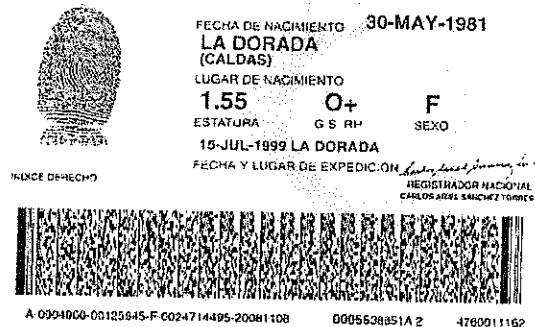 FECHA DE NACIMIENTO 30-MAY-1981
LA DORADA
(CALDAS)
LUGAR DE NACIMIENTO
1.55 O+ F
ESTATURA G.S. RH SEXO
15-JUL-1999 LA DORADA
FECHA Y LUGAR DE EXPEDICION
INDICE DERECHO
REGISTRADOR NACIONAL
CARLOS ARIEL SANCHEZ TORRES
A-0904000-00125945-F-0024714495-20081108 0005538851A 2 4760011162